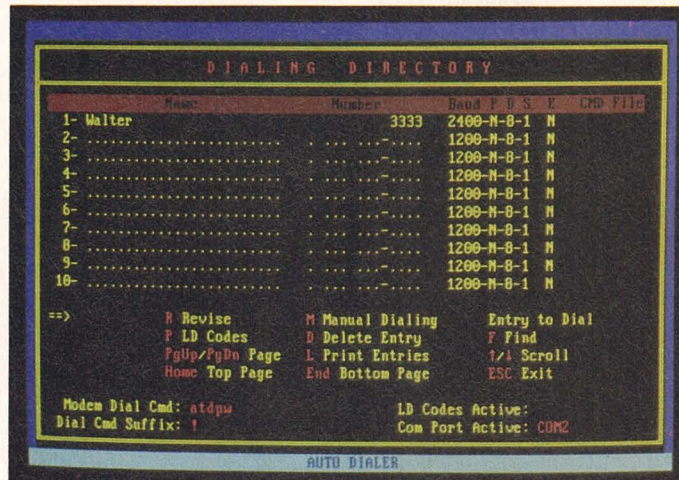 DIALING DIRECTORY
Name Number Baud P D S E CMD File
1- Walter 3333 2400-N-8-1 N
2- ......................... . ... ...-.... 1200-N-8-1 N
3- ......................... . ... ...-.... 1200-N-8-1 N
4- ......................... . ... ...-.... 1200-N-8-1 N
5- ......................... . ... ...-.... 1200-N-8-1 N
6- ......................... . ... ...-.... 1200-N-8-1 N
7- ......................... . ... ...-.... 1200-N-8-1 N
8- ......................... . ... ...-.... 1200-N-8-1 N
9- ......................... . ... ...-.... 1200-N-8-1 N
10- ......................... . ... ...-.... 1200-N-8-1 N
==> R Revise M Manual Dialing Entry to Dial
P LD Codes D Delete Entry F Find
PgUp/PgDn Page L Print Entries ↑/↓ Scroll
Home Top Page End Bottom Page ESC Exit
Modem Dial Cmd: atdpw LD Codes Active:
Dial Cmd Suffix: ! Com Port Active: COM2
AUTO DIALER